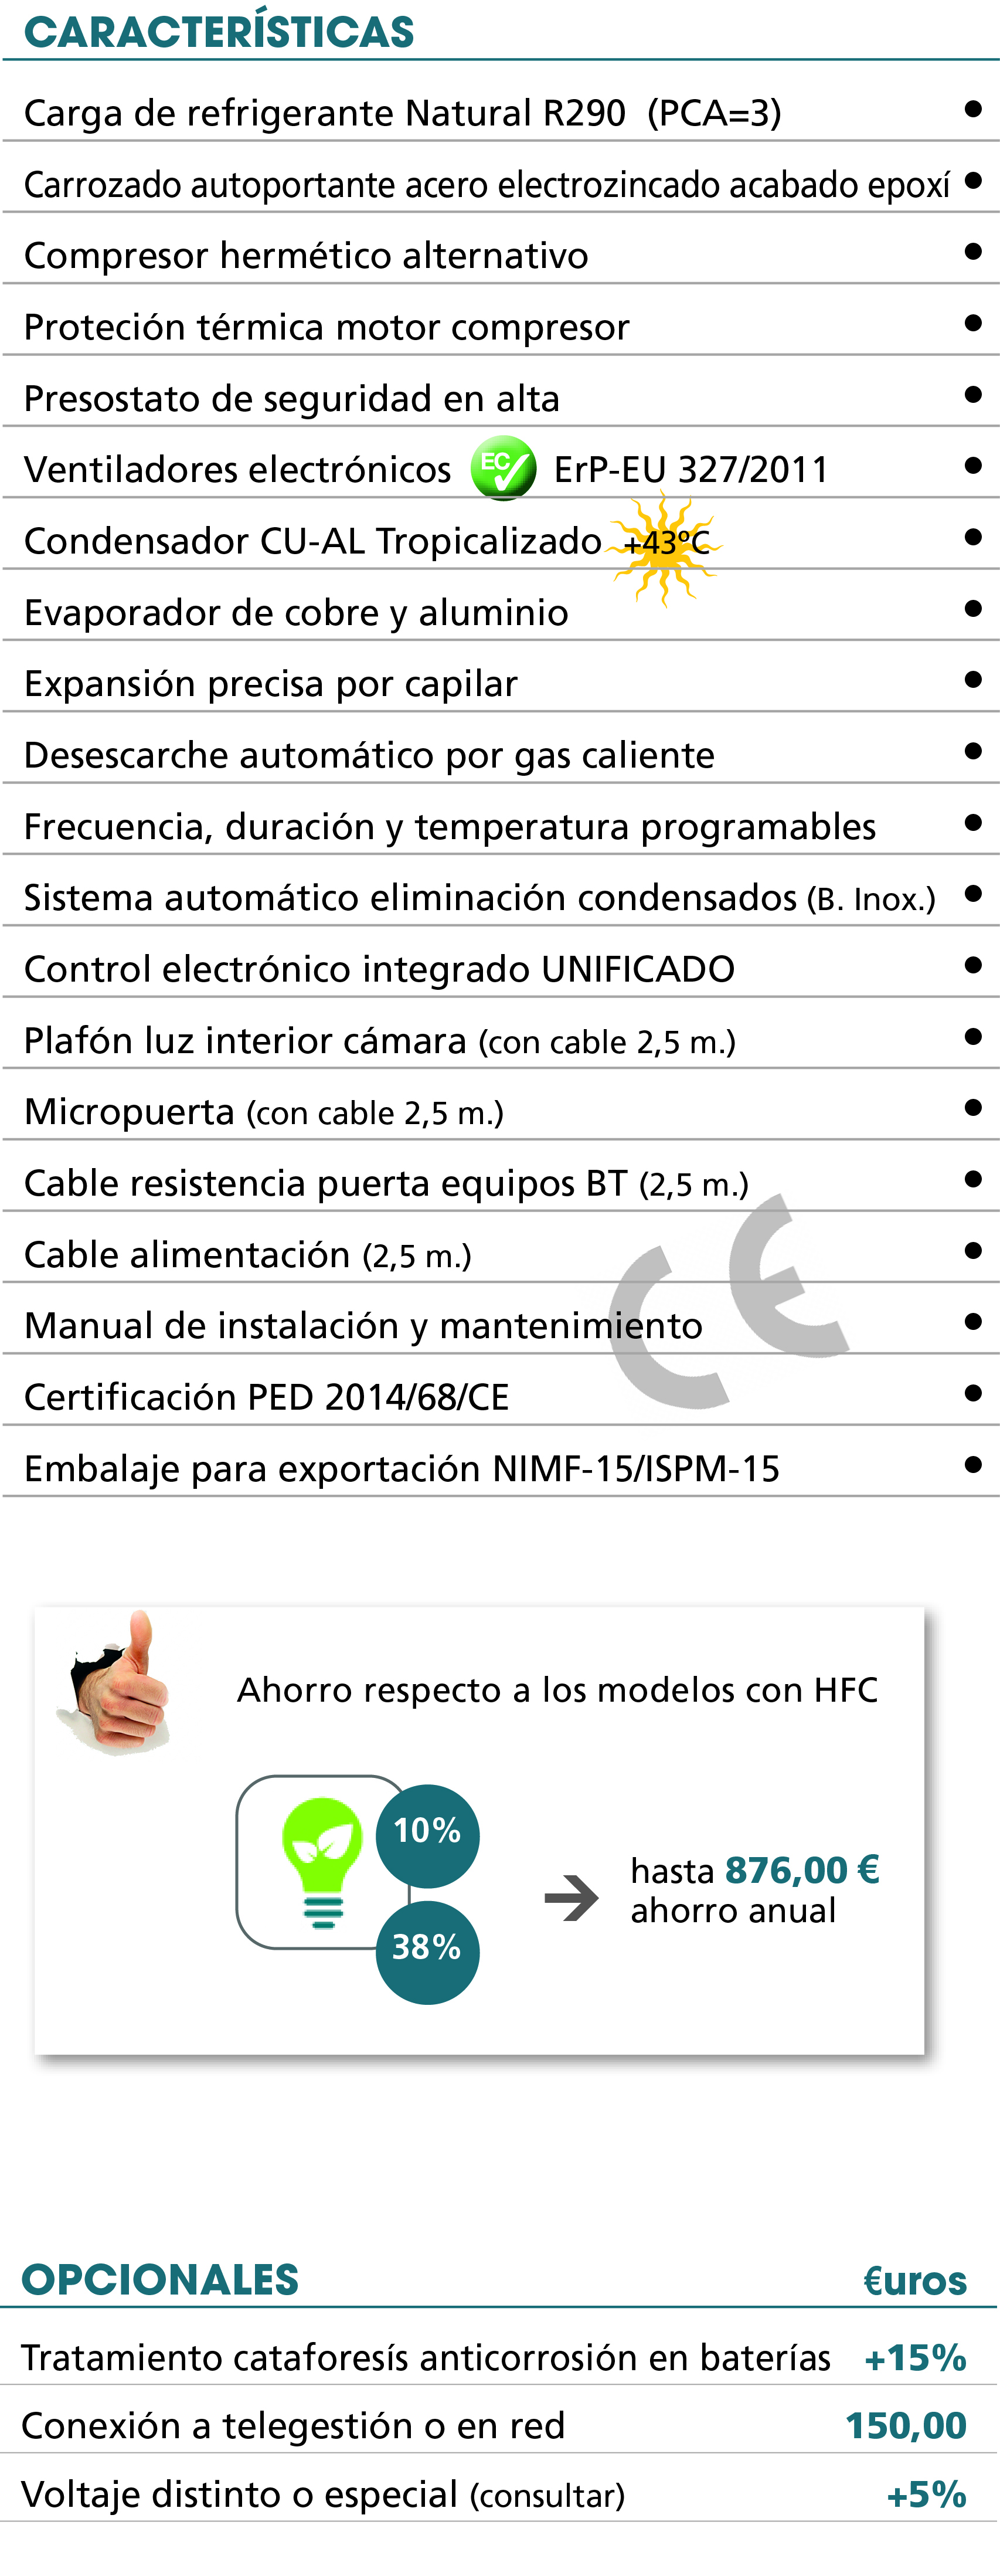 CARACTERÍSTICAS
Carga de refrigerante Natural R290 (PCA=3) •
Carrozado autoportante acero electrozincado acabado epoxí •
Compresor hermético alternativo •
Proteción térmica motor compresor •
Presostato de seguridad en alta •
Ventiladores electrónicos EC ErP-EU 327/2011 •
Condensador CU-AL Tropicalizado +43ºC •
Evaporador de cobre y aluminio •
Expansión precisa por capilar •
Desescarche automático por gas caliente •
Frecuencia, duración y temperatura programables •
Sistema automático eliminación condensados (B. Inox.) •
Control electrónico integrado UNIFICADO •
Plafón luz interior cámara (con cable 2,5 m.) •
Micropuerta (con cable 2,5 m.) •
Cable resistencia puerta equipos BT (2,5 m.) •
Cable alimentación (2,5 m.) •
CE
Manual de instalación y mantenimiento •
Certificación PED 2014/68/CE •
Embalaje para exportación NIMF-15/ISPM-15 •
Ahorro respecto a los modelos con HFC
10%
38%
hasta 876,00 €
ahorro anual
OPCIONALES €uros
Tratamiento cataforesís anticorrosión en baterías +15%
Conexión a telegestión o en red 150,00
Voltaje distinto o especial (consultar) +5%